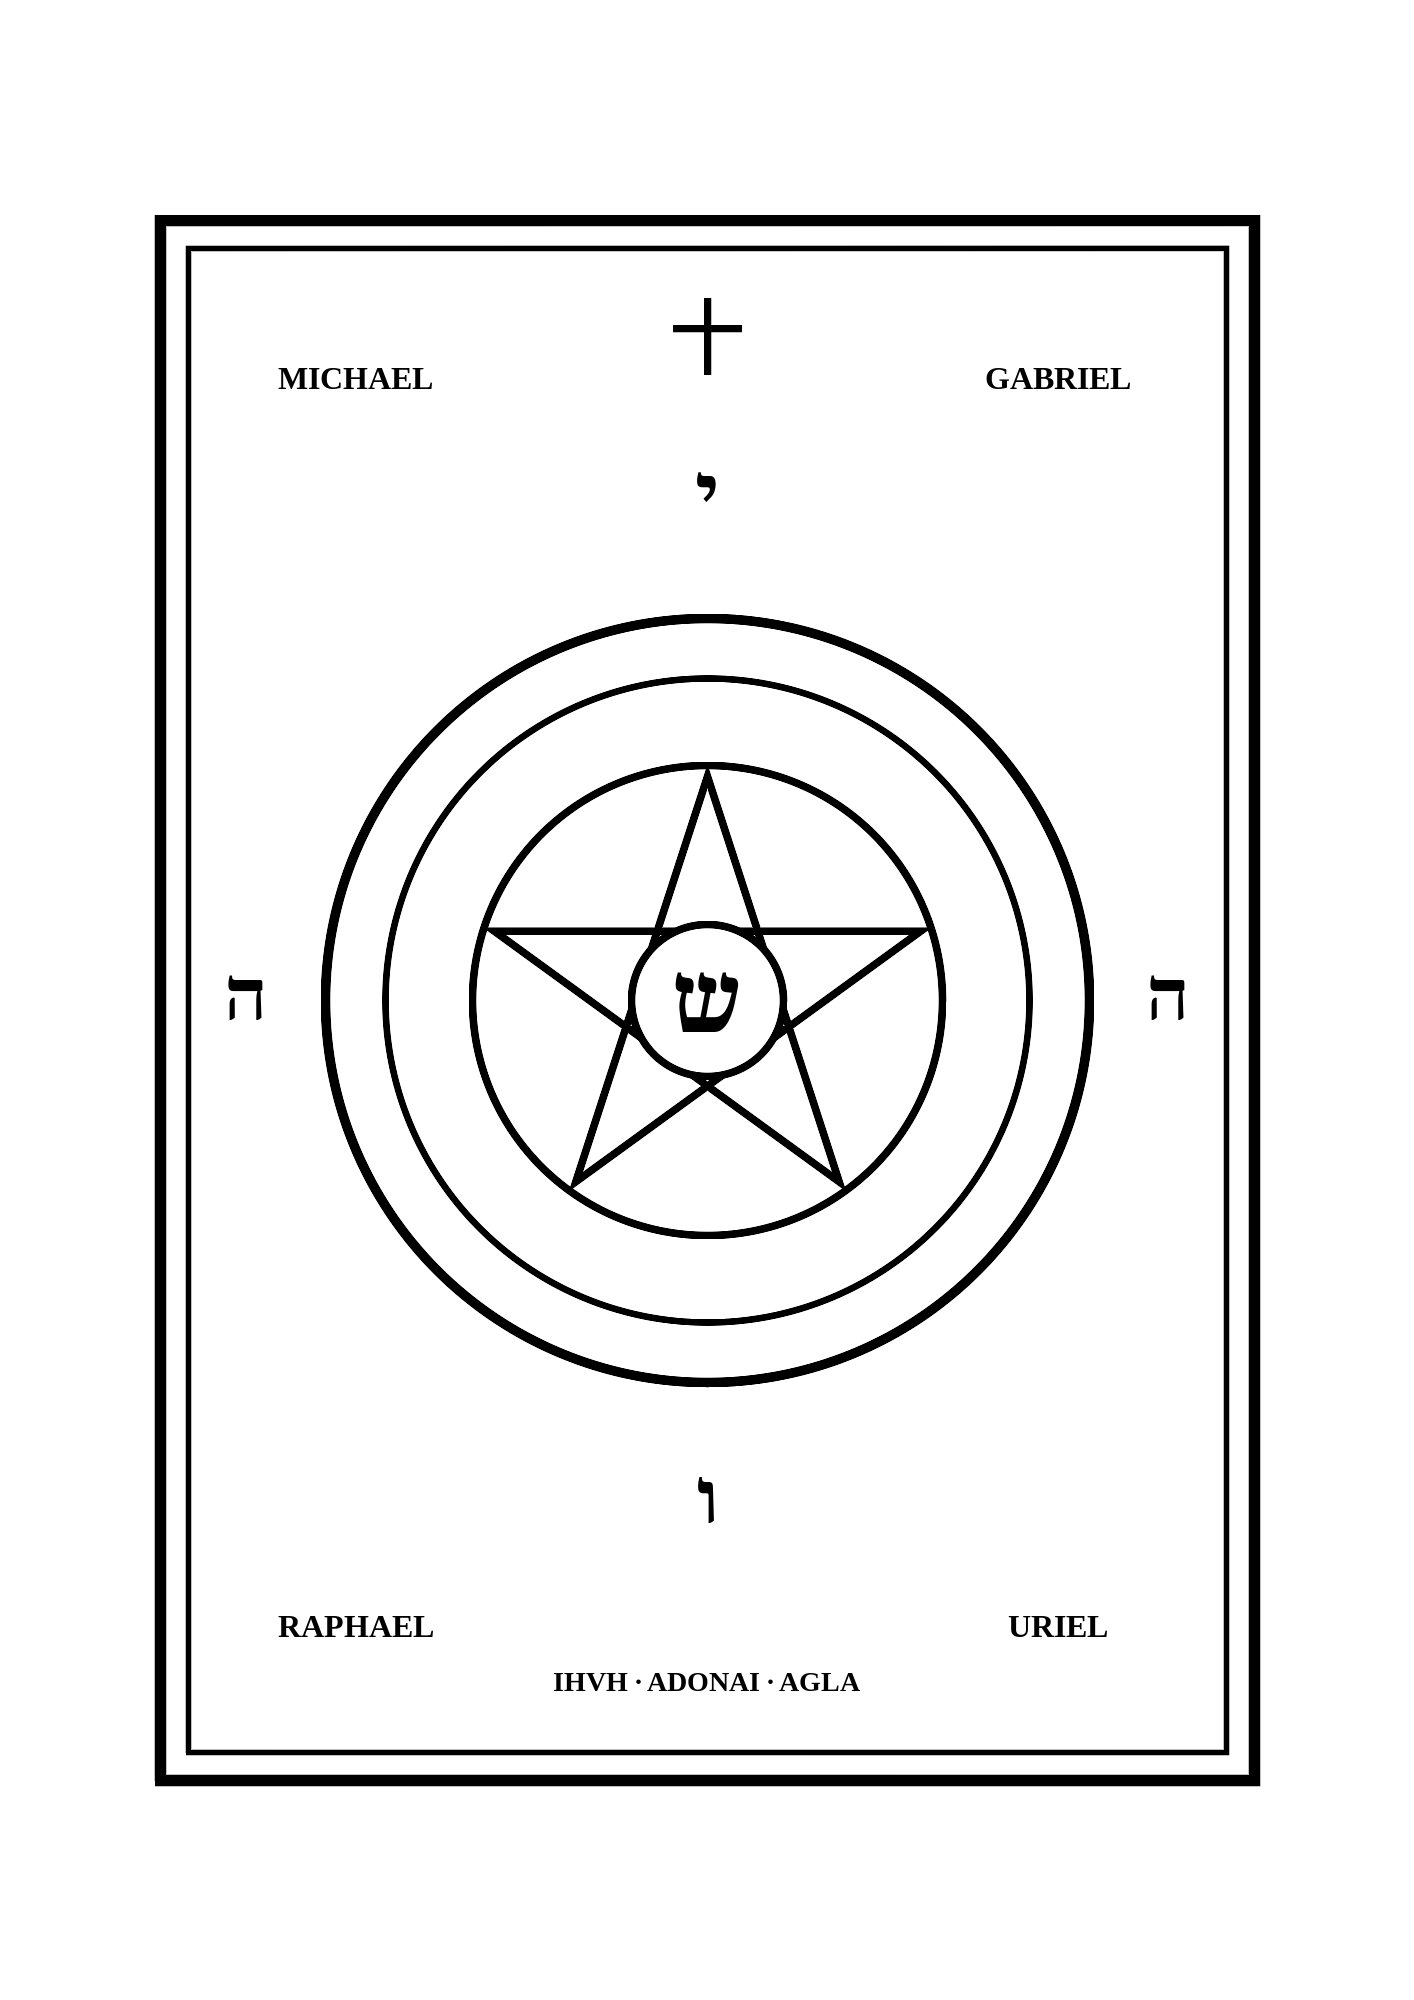 MICHAEL
GABRIEL
י
ה
ש
ה
ו
RAPHAEL
URIEL
IHVH · ADONAI · AGLA